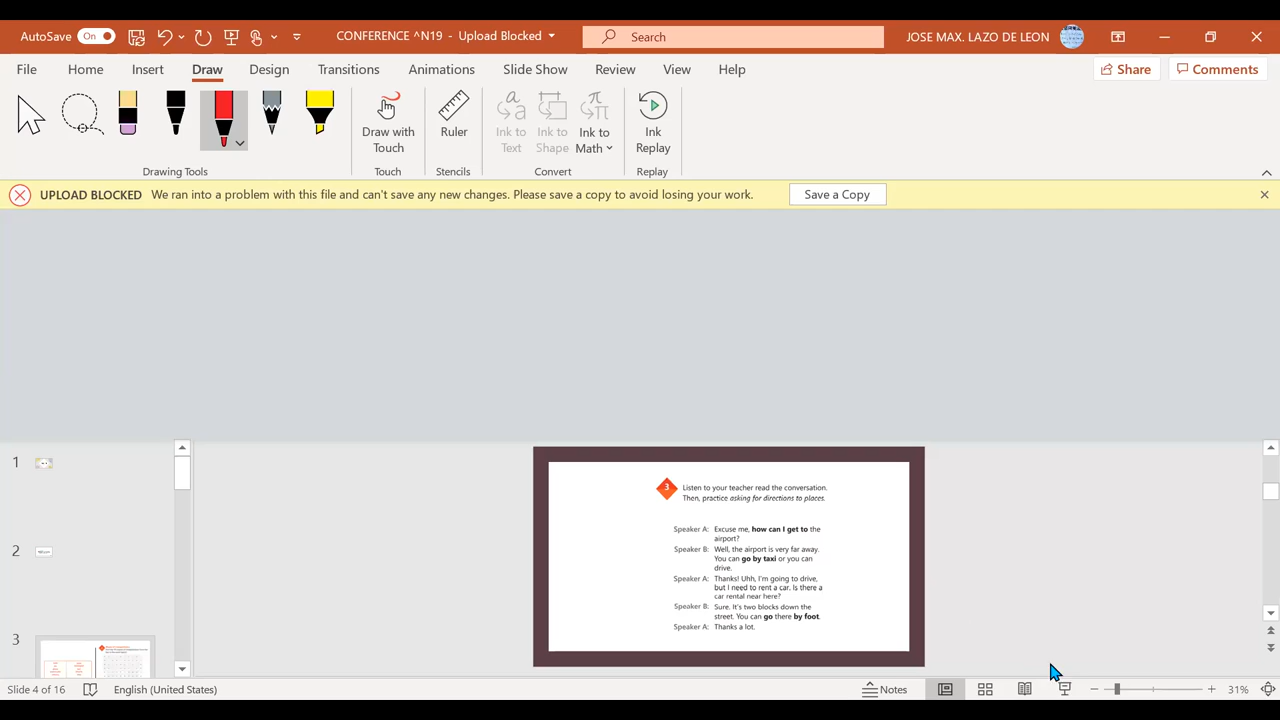 AutoSave On CONFERENCE ^N19 - Upload Blocked Search JOSE MAX. LAZO DE LEON
File Home Insert Draw Design Transitions Animations Slide Show Review View Help Share Comments
Draw with Touch
Ruler
Ink to Text
Ink to Shape
Ink to Math
Ink Replay
Drawing Tools Touch Stencils Convert Replay
UPLOAD BLOCKED We ran into a problem with this file and can't save any new changes. Please save a copy to avoid losing your work. Save a Copy
1
2
3
3 Listen to your teacher read the conversation.
Then, practice asking for directions to places.
Speaker A: Excuse me, how can I get to the
airport?
Speaker B: Well, the airport is very far away.
You can go by taxi or you can
drive.
Speaker A: Thanks! Uhh, I'm going to drive,
but I need to rent a car. Is there a
car rental near here?
Speaker B: Sure. It's two blocks down the
street. You can go there by foot.
Speaker A: Thanks a lot.
Slide 4 of 16 English (United States) Notes 31%